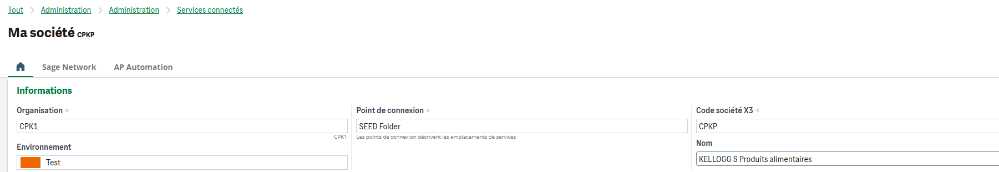 Tout > Administration > Administration > Services connectés
Ma société CPKP
Sage Network AP Automation
Informations
Organisation * Point de connexion * Code société X3 *
CPK1 SEED Folder CPKP
CPK1 Les points de connexion décrivent les emplacements de services
Environnement Nom
Test KELLOGG S Produits alimentaires